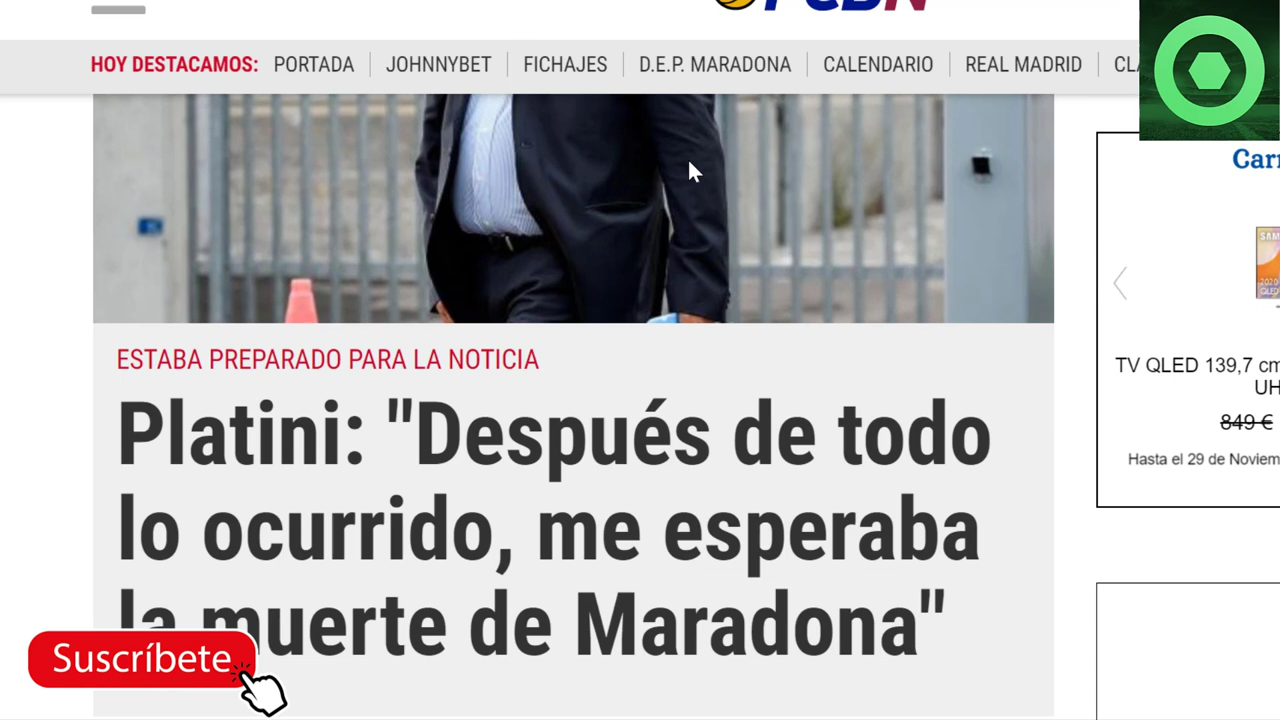 FCBN
HOY DESTACAMOS: PORTADA JOHNNYBET FICHAJES D.E.P. MARADONA CALENDARIO REAL MADRID
ESTABA PREPARADO PARA LA NOTICIA
Platini: "Después de todo
lo ocurrido, me esperaba
la muerte de Maradona"
Suscríbete
TV QLED 139,7 cm
849 €
Hasta el 29 de